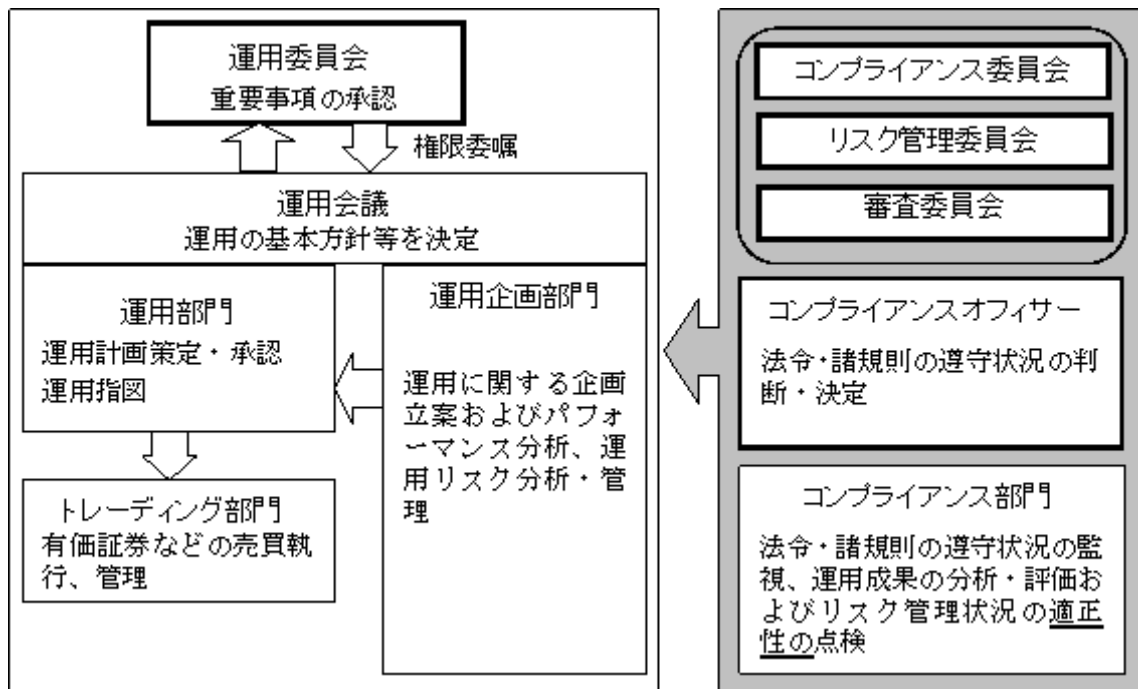 運用委員会
重要事項の承認
権限委嘱
運用会議
運用の基本方針等を決定
運用部門
運用計画策定・承認
運用指図
運用企画部門
運用に関する企画
立案およびパフォ
ーマンス分析、運
用リスク分析・管
理
トレーディング部門
有価証券などの売買執
行、管理
コンプライアンス委員会
リスク管理委員会
審査委員会
コンプライアンスオフィサー
法令・諸規則の遵守状況の判
断・決定
コンプライアンス部門
法令・諸規則の遵守状況の監
視、運用成果の分析・評価お
よびリスク管理状況の適正
性の点検